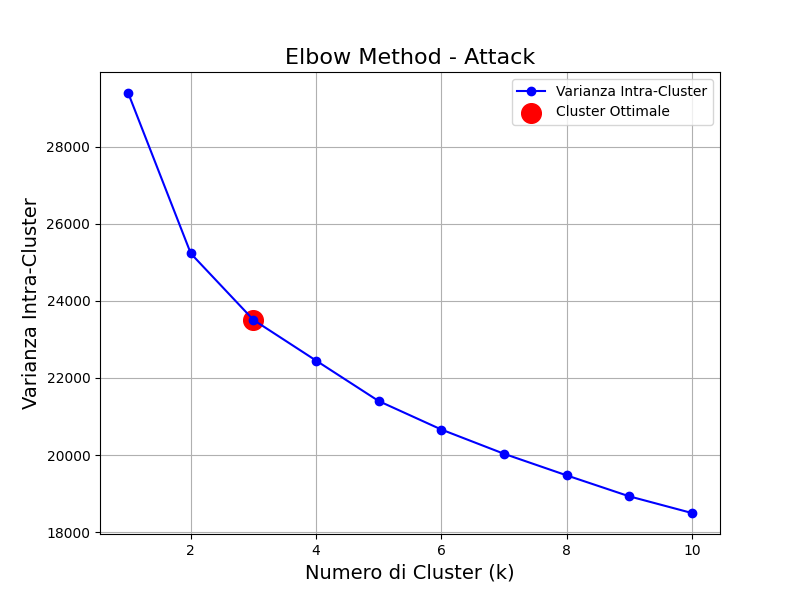 Elbow Method - Attack
Varianza Intra-Cluster
Cluster Ottimale
28000
26000
24000
22000
20000
18000
Varianza Intra-Cluster
2
4
6
8
10
Numero di Cluster (k)